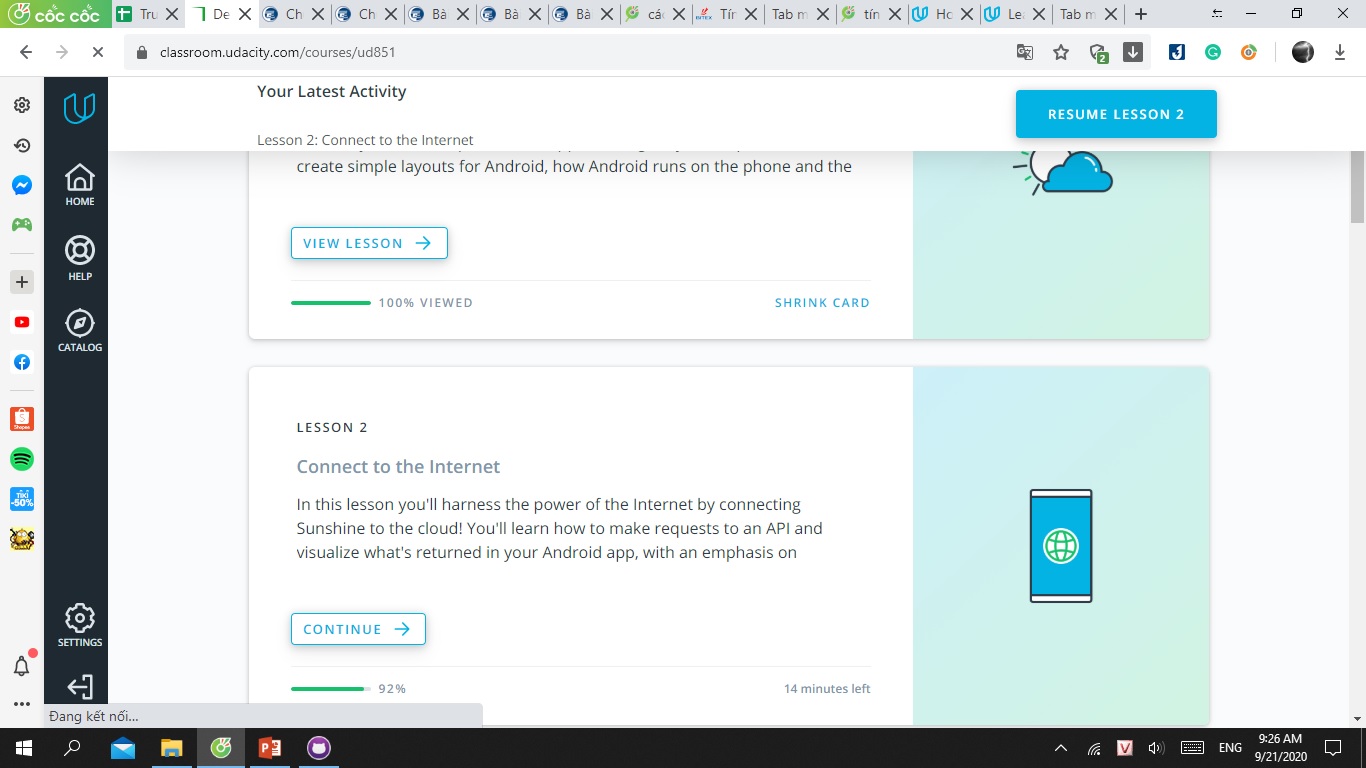 cốc cốc
Tru
De
Ch
Ch
Bà
Bà
Bà
các
Tín
Tab m
tín
Ho
Lea
Tab m
classroom.udacity.com/courses/ud851
2
Your Latest Activity
Lesson 2: Connect to the Internet
RESUME LESSON 2
HOME
HELP
CATALOG
SETTINGS
create simple layouts for Android, how Android runs on the phone and the
VIEW LESSON
100% VIEWED
SHRINK CARD
LESSON 2
Connect to the Internet
In this lesson you'll harness the power of the Internet by connecting
Sunshine to the cloud! You'll learn how to make requests to an API and
visualize what's returned in your Android app, with an emphasis on
CONTINUE
92%
14 minutes left
TIKI
-50%
Đang kết nối...
ENG
9:26 AM
9/21/2020